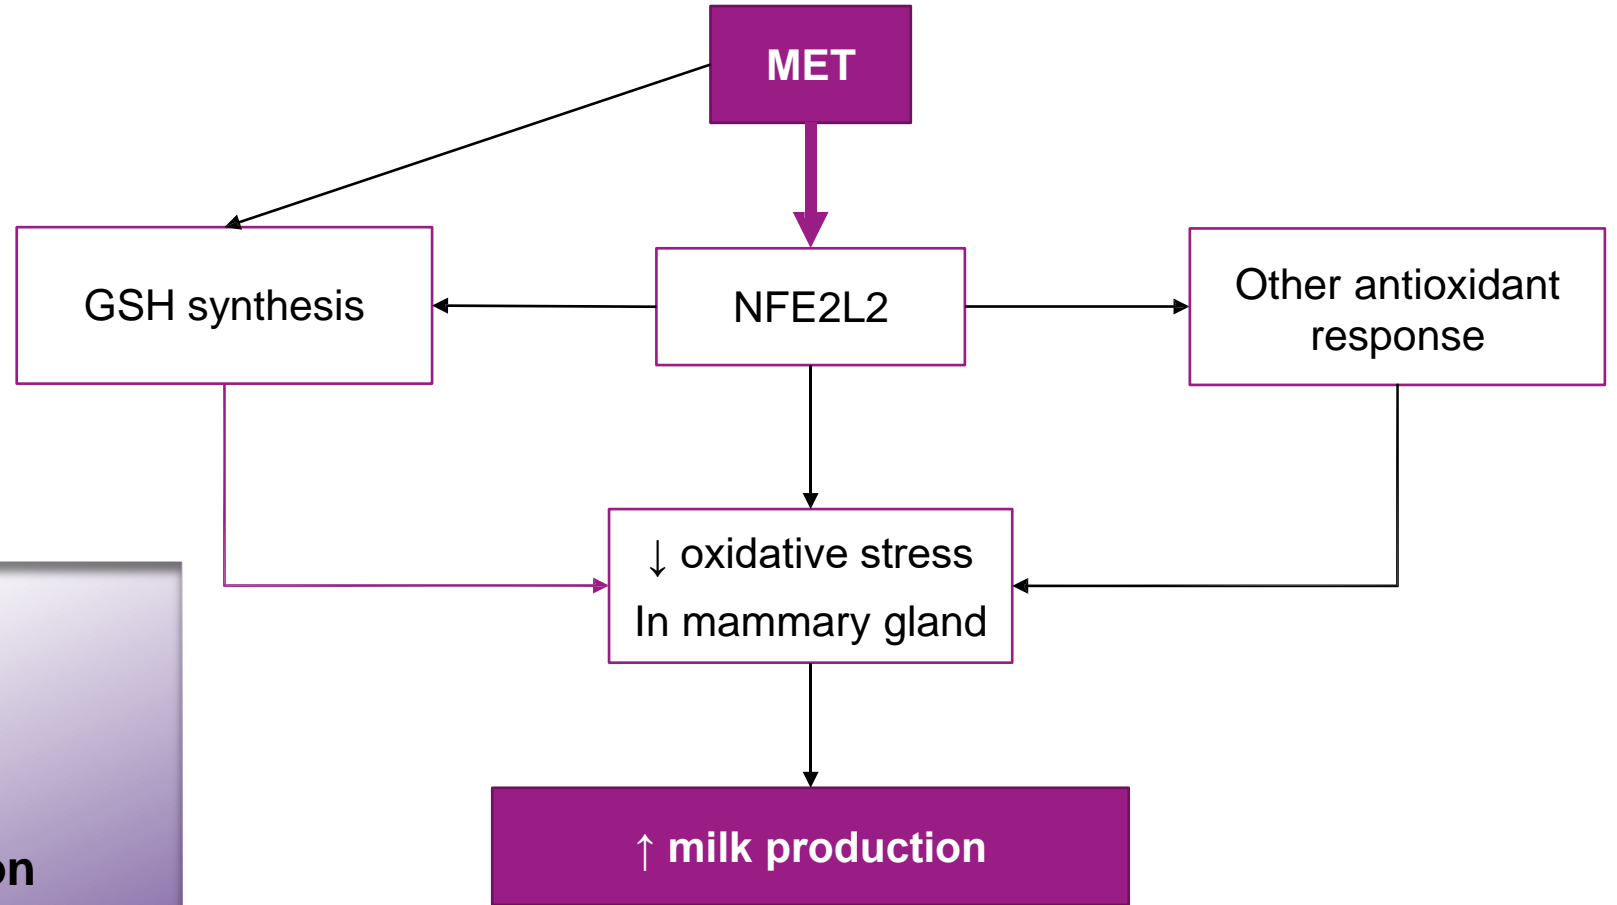 MET
GSH synthesis
NFE2L2
Other antioxidant
response
↓ oxidative stress
In mammary gland
↑ milk production
on